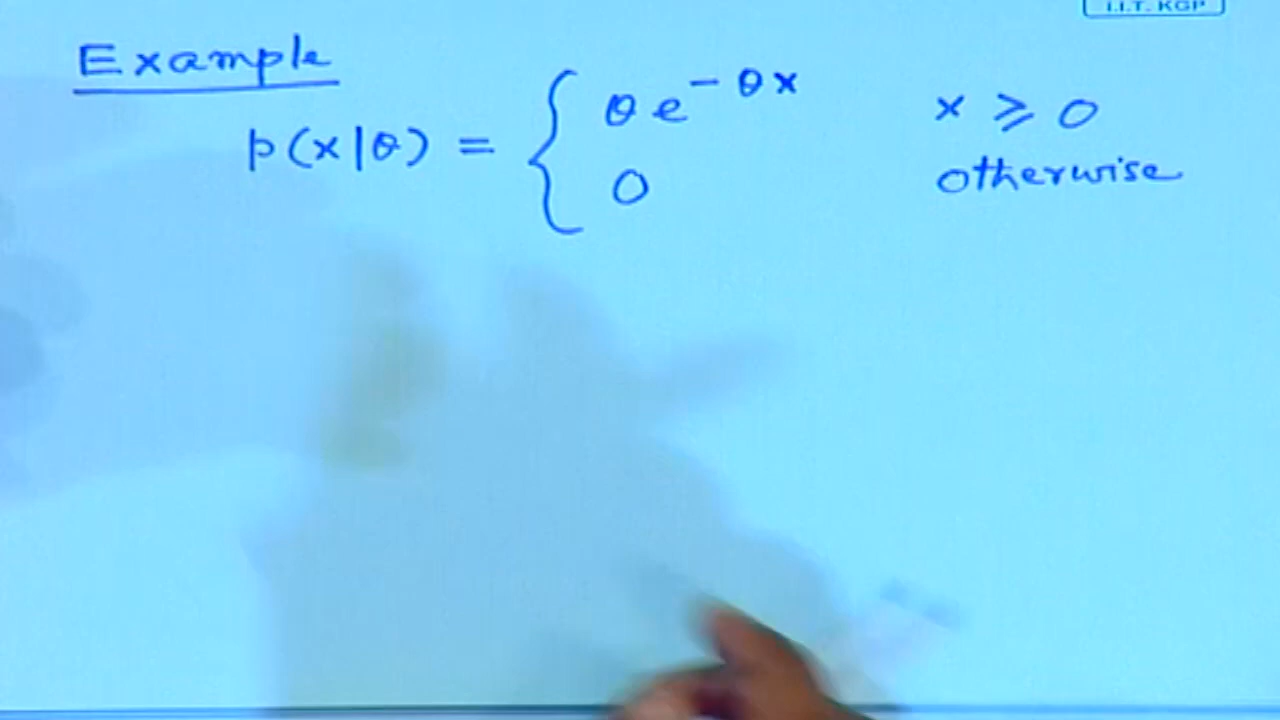 I.I.T. KGP
Example
p(x|θ) = { θe^{-θx} x ≥ 0
0 otherwise